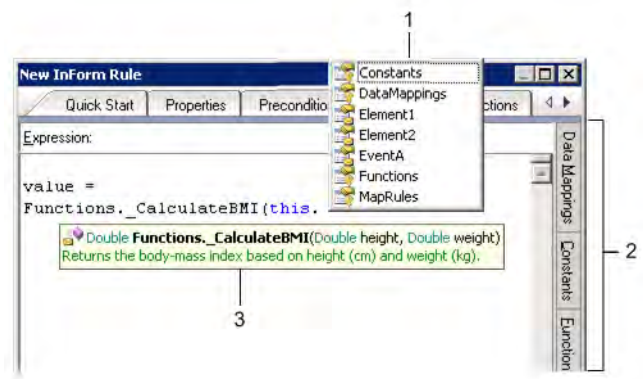 1
New InForm Rule
Constants
DataMappings
Element1
Element2
EventA
Functions
MapRules
Quick Start
Properties
Preconditio
ctions
Expression:
value =
Functions._CalculateBMI(this.
Double Functions._CalculateBMI(Double height, Double weight)
Returns the body-mass index based on height (cm) and weight (kg).
Data Mappings
Constants
Function
2
3